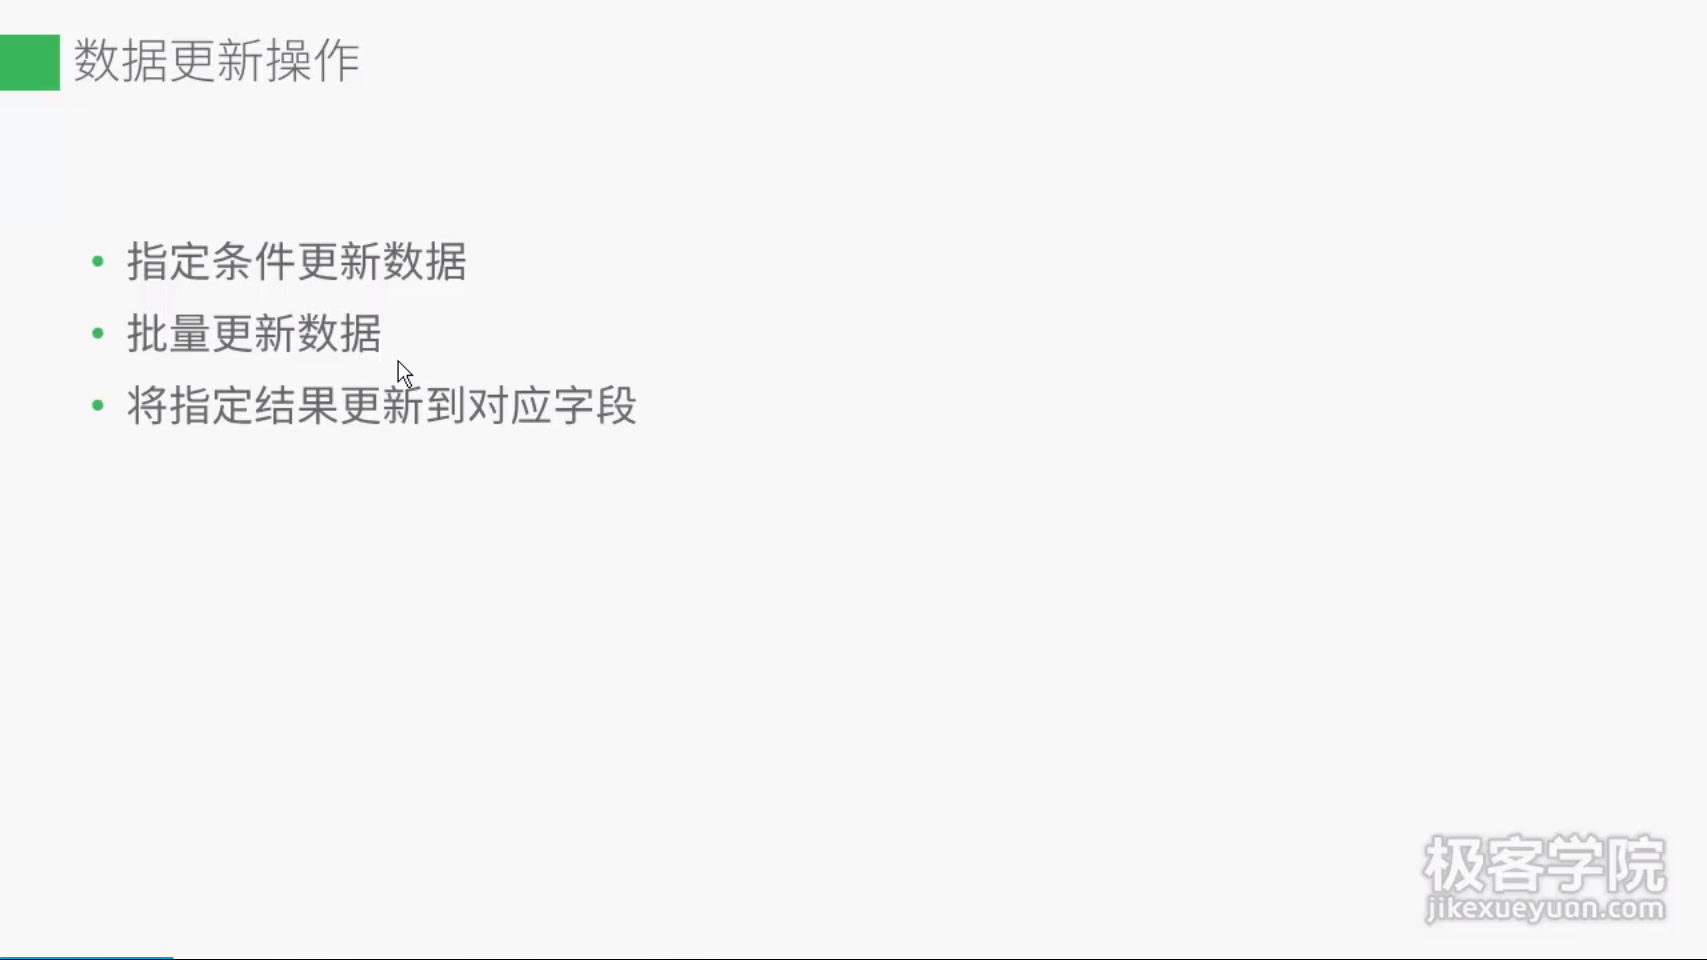 数据更新操作
指定条件更新数据
批量更新数据
将指定结果更新到对应字段
极客学院
jikexueyuan.com